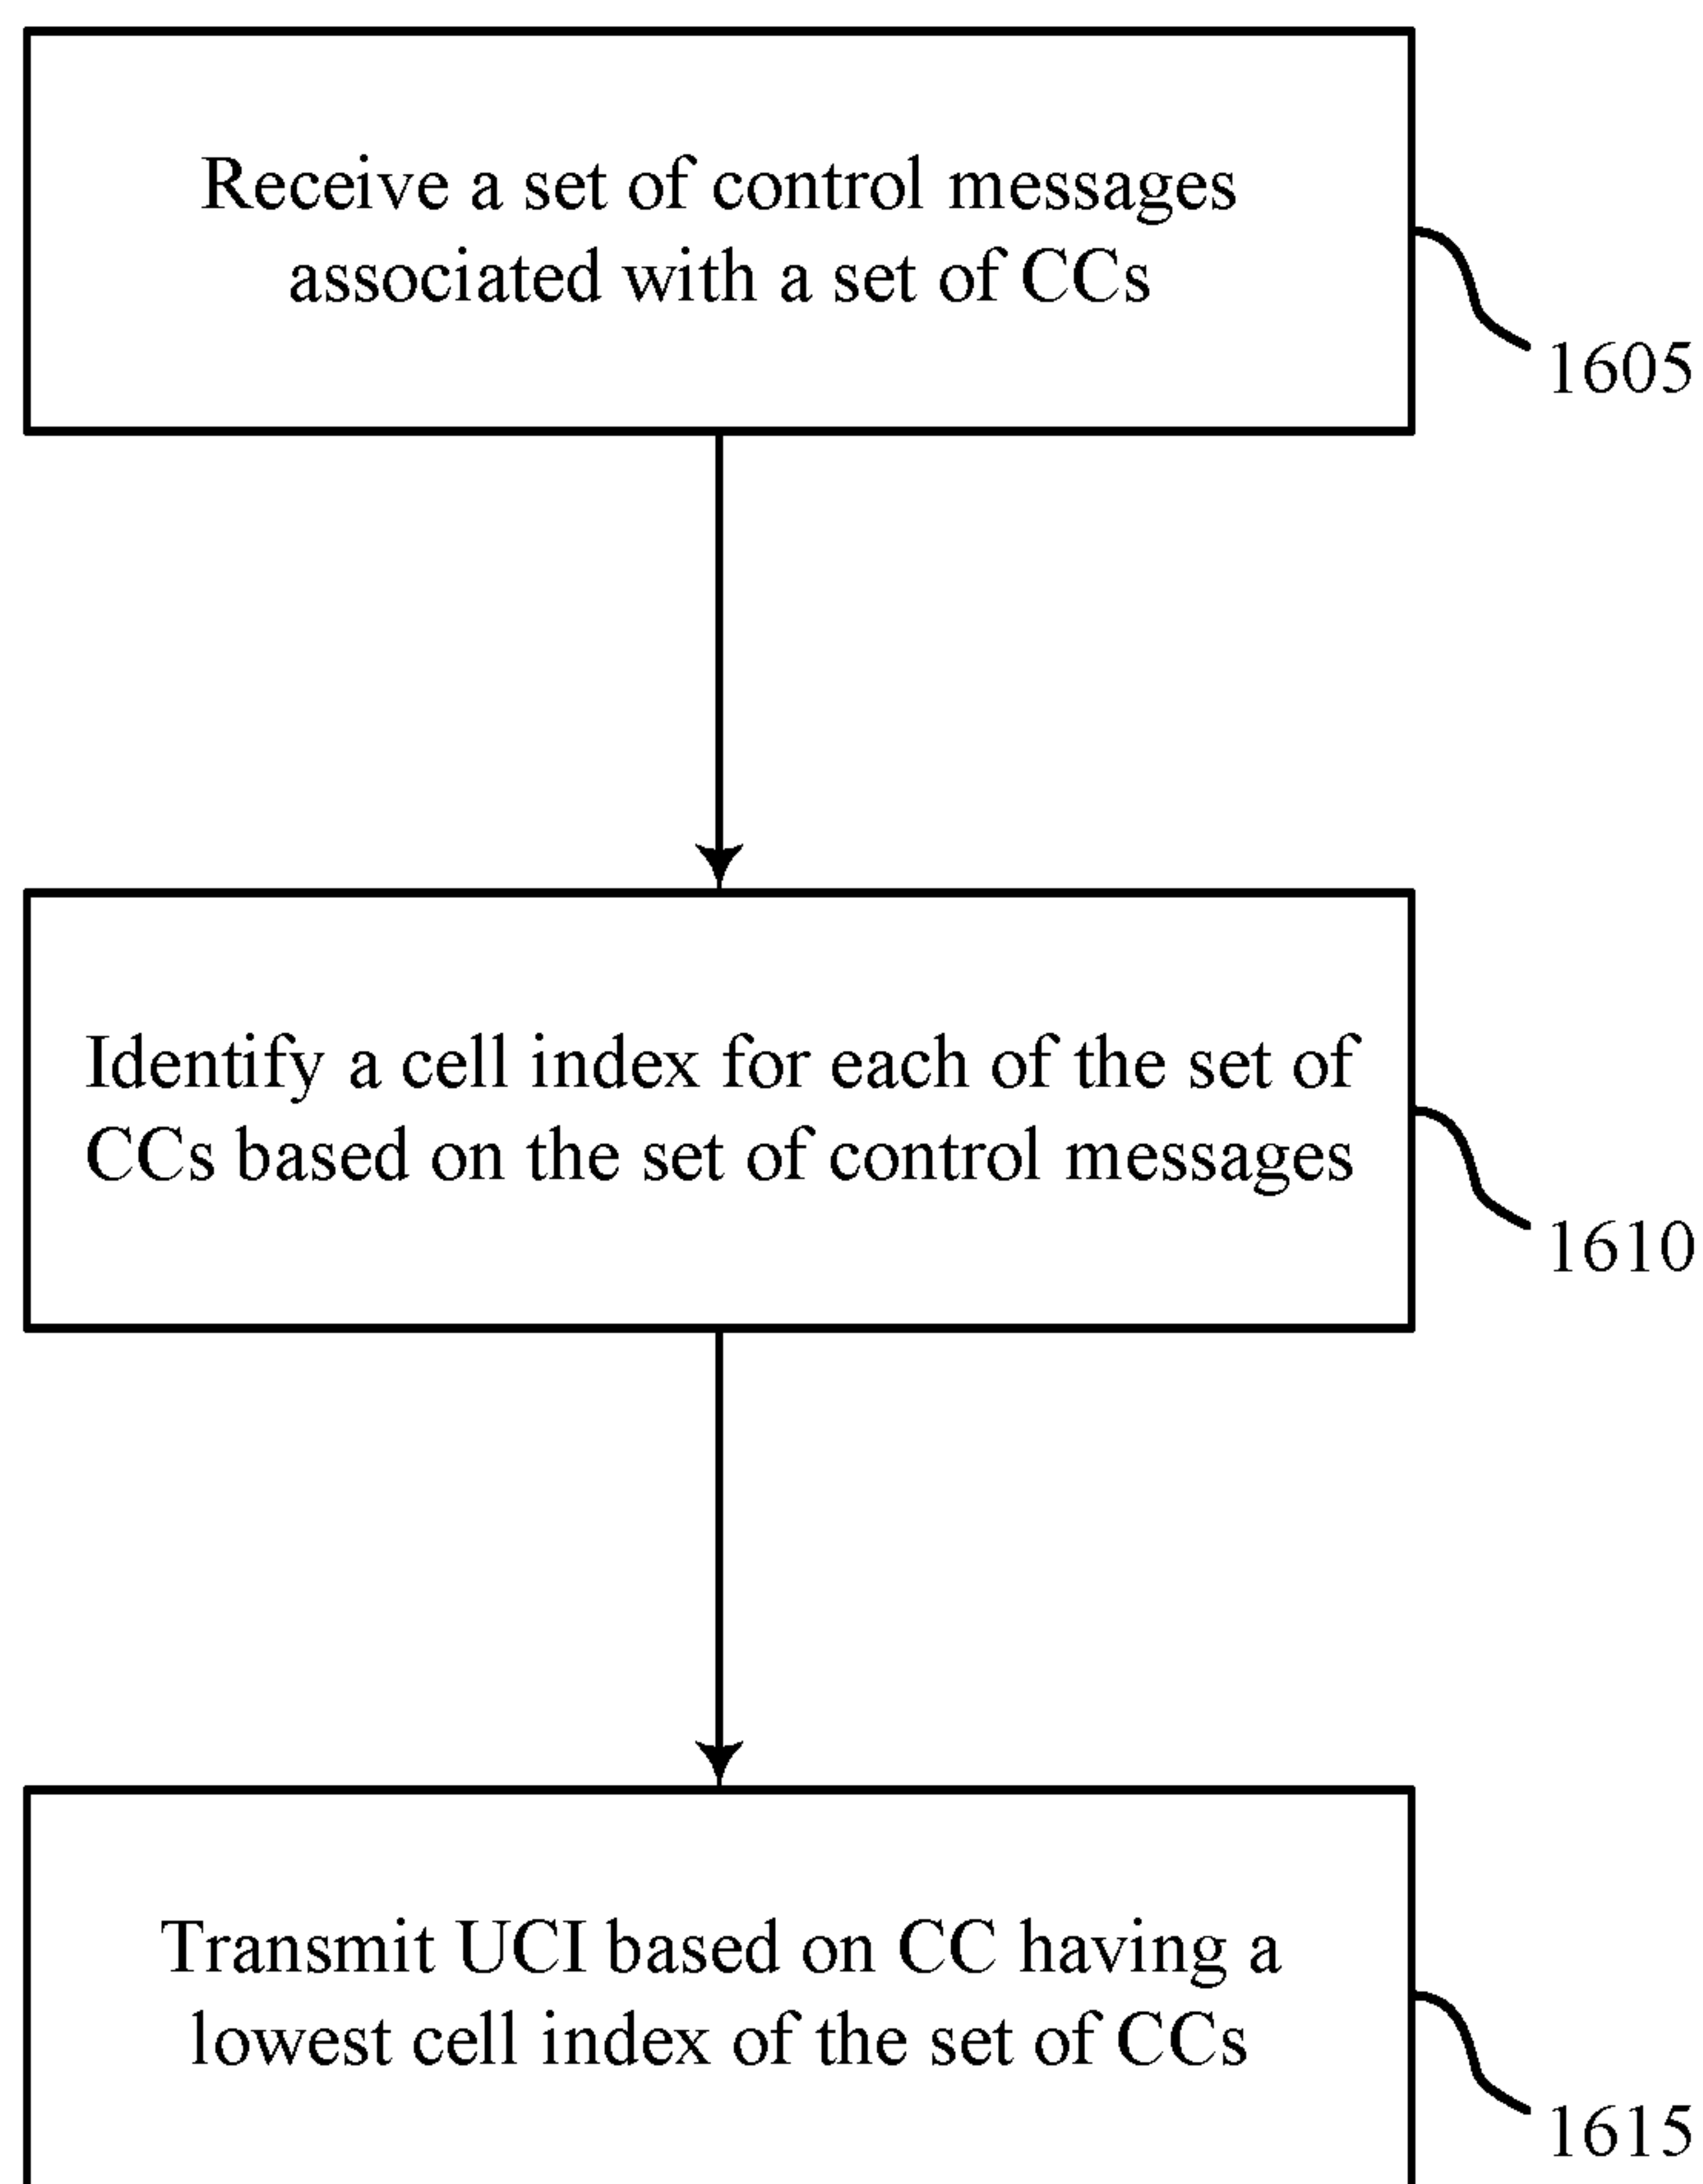 Receive a set of control messages
associated with a set of CCs
1605
Identify a cell index for each of the set of
CCs based on the set of control messages
1610
Transmit UCI based on CC having a
lowest cell index of the set of CCs
1615